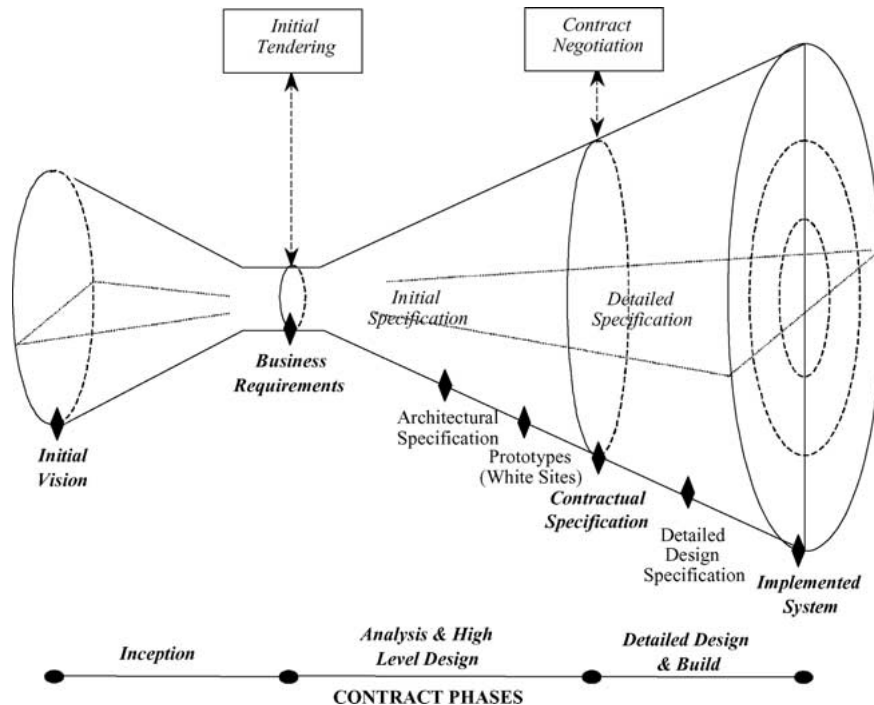 Initial
Tendering
Contract
Negotiation
Initial
Specification
Detailed
Specification
Business
Requirements
Architectural
Specification
Prototypes
(White Sites)
Initial
Vision
Contractual
Specification
Detailed
Design
Specification
Implemented
System
Inception
Analysis & High
Level Design
Detailed Design
& Build
CONTRACT PHASES